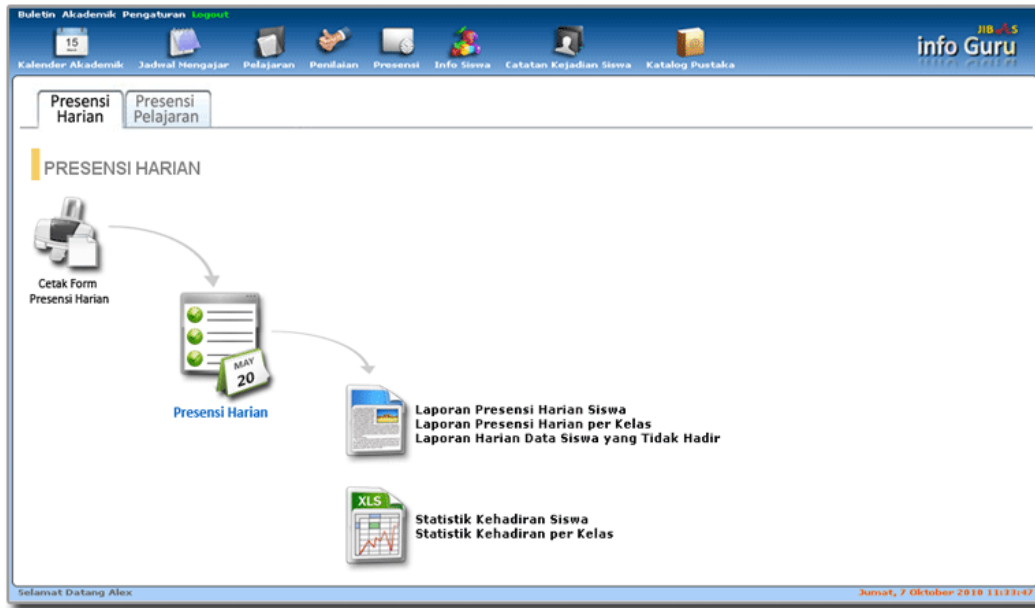 Buletin Akademik Pengaturan Logout
JIBAS
info Guru
15
Kalender Akademik Jadwal Mengajar Pelajaran Penilaian Presensi Info Siswa Catatan Kejadian Siswa Katalog Pustaka
Presensi Harian
Presensi Pelajaran
PRESENSI HARIAN
Cetak Form
Presensi Harian
MAY
20
Presensi Harian
Laporan Presensi Harian Siswa
Laporan Presensi Harian per Kelas
Laporan Harian Data Siswa yang Tidak Hadir
XLS
Statistik Kehadiran Siswa
Statistik Kehadiran per Kelas
Selamat Datang Alex
Jumat, 7 Oktober 2010 11:33:42